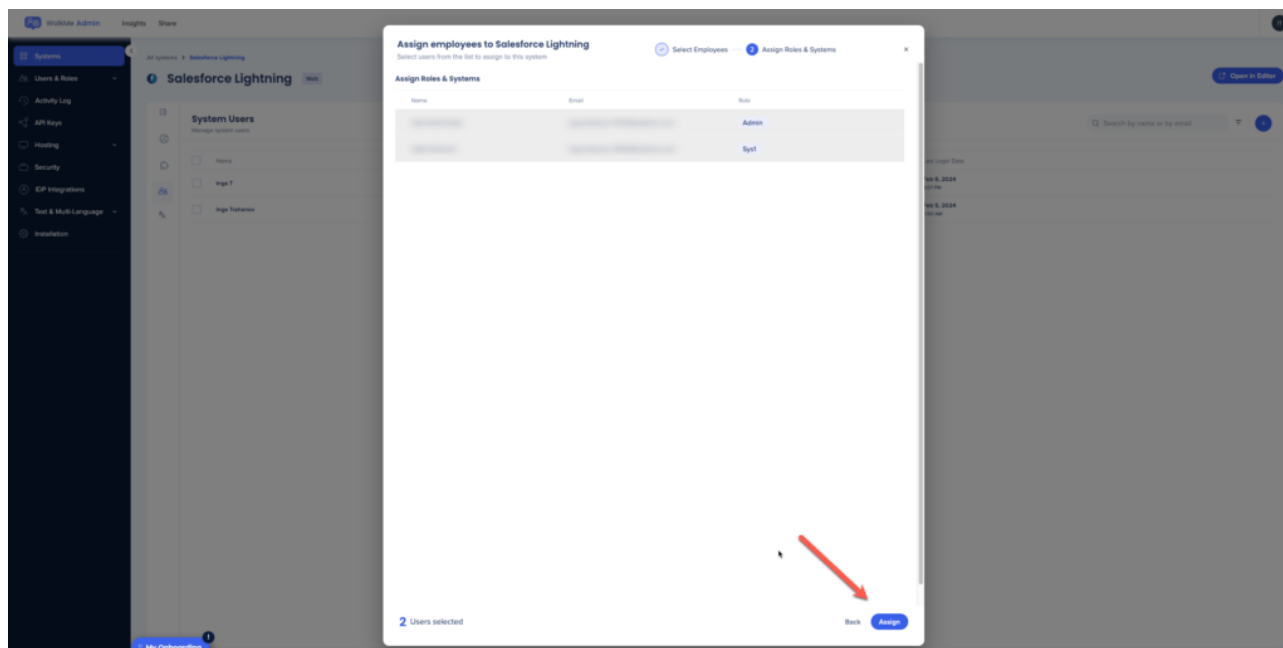 WalkMe Admin Insights Share
Systems
Users & Roles
Activity Log
API Keys
Hosting
Security
IDP Integrations
Text & Multi-Language
Installation
All systems > Salesforce Lightning
Salesforce Lightning Web
Open in Editor
System Users
Manage system users
Search by name or by email
Name
Last Login Date
Inga T
Feb 6, 2024
Feb 5, 2024
Assign employees to Salesforce Lightning
Select users from the list to assign to this system
Select Employees 2 Assign Roles & Systems
Assign Roles & Systems
Name Email Role
Admin
Sys1
2 Users selected
Back Assign
My Onboarding 1